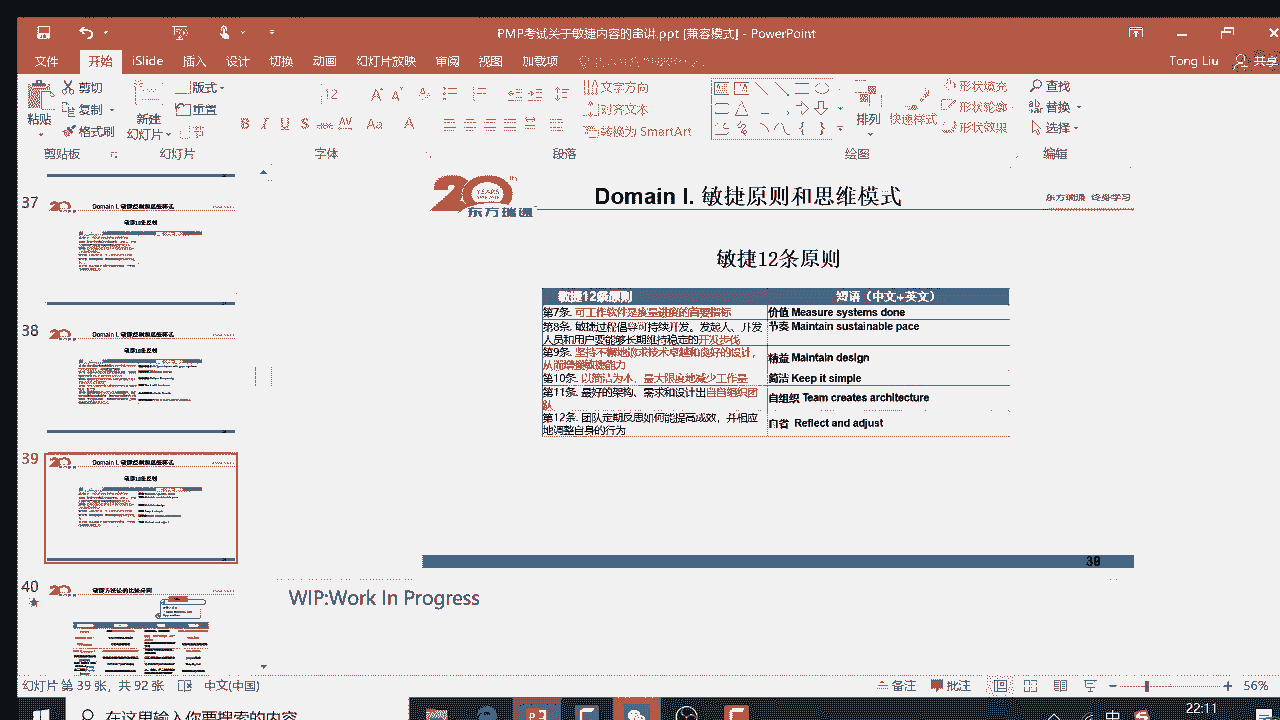 PMP考试关于敏捷内容的串讲.ppt [兼容模式] - PowerPoint
文件 开始 iSlide 插入 设计 切换 动画 幻灯片放映 审阅 视图 加载项
Tong Liu 共享
粘贴 剪切 复制 格式刷
新建 幻灯片 版式 重置 节
12
B I U S abc AV Aa A
文字方向
对齐文本
转换为 SmartArt
排列 快速样式
形状填充
形状轮廓
形状效果
查找
替换
选择
剪贴板 幻灯片 字体 段落 绘图 编辑
37
38
39
40
20 YEARS th
东方瑞通
Domain I. 敏捷原则和思维模式
东方瑞通 终身学习
敏捷12条原则
敏捷12条原则 短语（中文+英文）
第7条. 可工作软件是度量进度的首要指标
价值 Measure systems done
第8条. 敏捷过程倡导可持续开发。发起人、开发
人员和用户要能够长期维持稳定的开发步伐
节奏 Maintain sustainable pace
第9条. 坚持不懈地追求技术卓越和良好的设计，
从而增强敏捷能力
精益 Maintain design
第10条. 以简洁为本，最大限度地减少工作量
简洁 Keep it simple
第11条. 最好的架构、需求和设计出自自组织团
队
自组织 Team creates architecture
第12条. 团队定期反思如何能提高成效，并相应
地调整自身的行为
自省 Reflect and adjust
39
WIP:Work In Progress
幻灯片 第 39 张，共 92 张 中文(中国)
备注 批注 56%
在这里输入你要搜索的内容
22:11